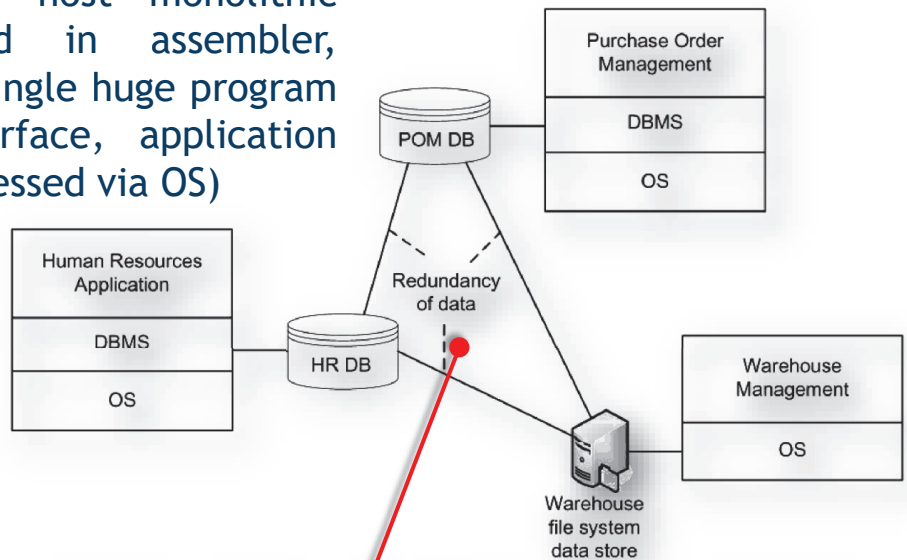 host monolithic
d in assembler,
ingle huge program
rface, application
essed via OS)
Purchase Order
Management
DBMS
OS
POM DB
Human Resources
Application
DBMS
OS
Redundancy
of data
HR DB
Warehouse
Management
OS
Warehouse
file system
data store